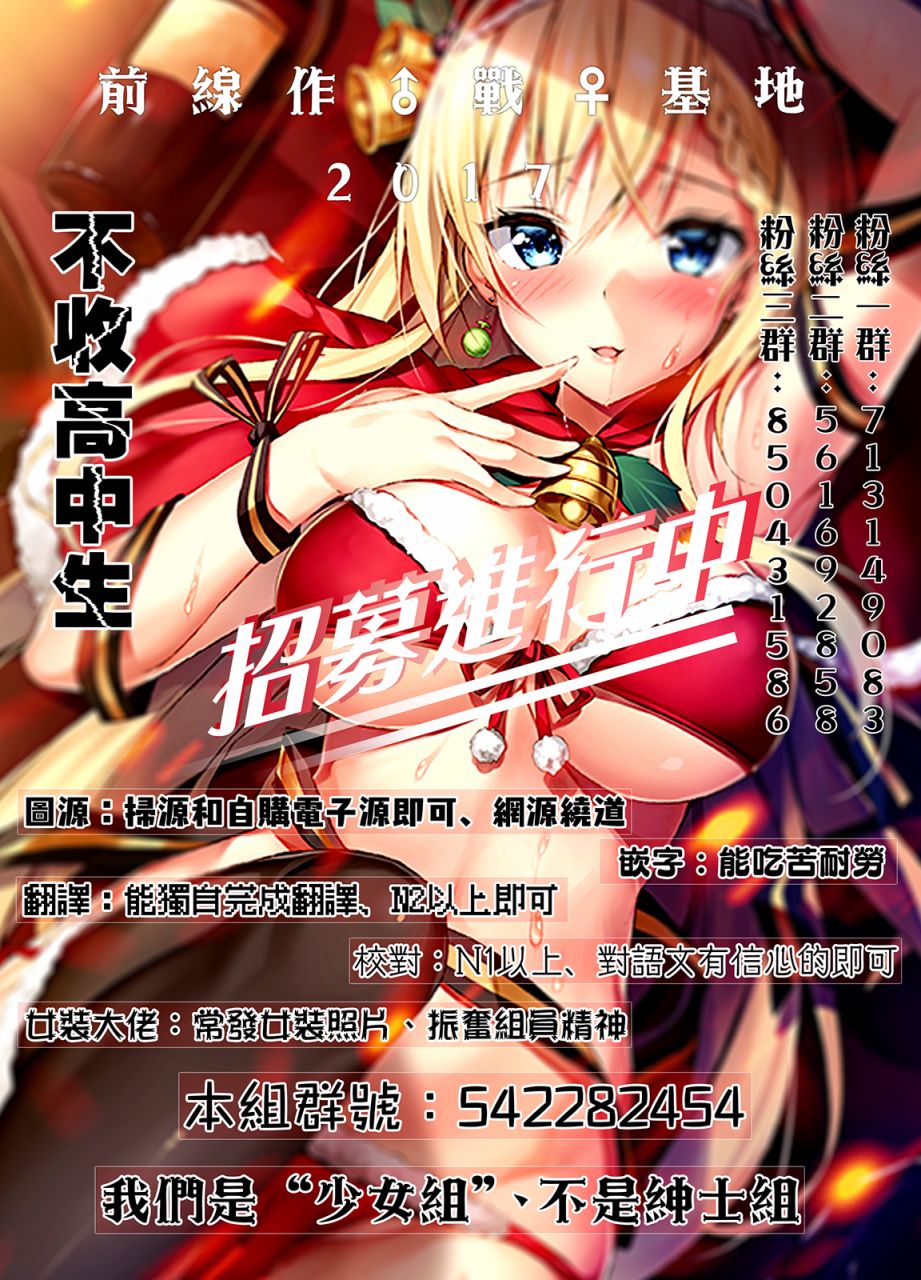 前線作♂戰♀基地
2017
不收高中生
粉絲一群：713149083
粉絲二群：561692858
粉絲三群：850431586
招募進行中
圖源：掃源和自購電子源即可、網源繞道
嵌字：能吃苦耐勞
翻譯：能獨自完成翻譯、N2以上即可
校對：N1以上、對語文有信心的即可
女裝大佬：常發女裝照片、振奮組員精神
本組群號：542282454
我們是“少女組”、不是紳士組